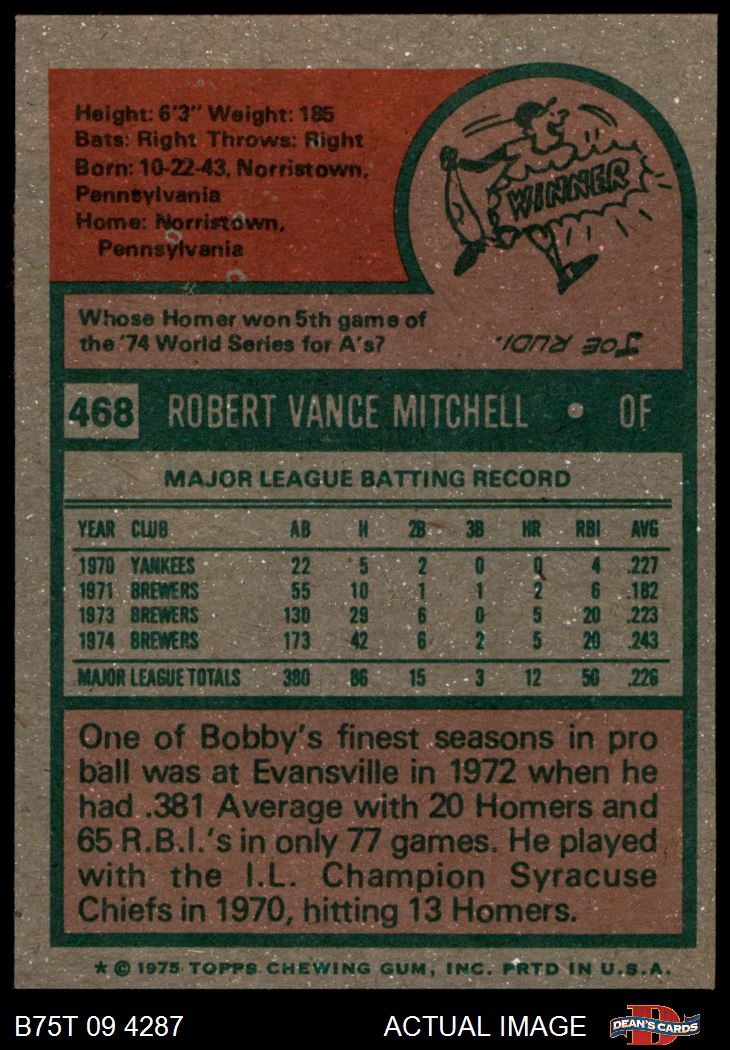 Height: 6'3" Weight: 185
Bats: Right Throws: Right
Born: 10-22-43, Norristown,
Pennsylvania
Home: Norristown,
Pennsylvania
WINNER
Whose Homer won 5th game of
the '74 World Series for A's?
JOE RUDI.
468 ROBERT VANCE MITCHELL • OF
MAJOR LEAGUE BATTING RECORD
YEAR CLUB AB H 2B 3B HR RBI AVG
1970 YANKEES 22 5 2 0 0 4 .227
1971 BREWERS 55 10 1 1 2 6 .182
1973 BREWERS 130 29 6 0 5 20 .223
1974 BREWERS 173 42 6 2 5 20 .243
MAJOR LEAGUE TOTALS 380 86 15 3 12 50 .226
One of Bobby's finest seasons in pro
ball was at Evansville in 1972 when he
had .381 Average with 20 Homers and
65 R.B.I.'s in only 77 games. He played
with the I.L. Champion Syracuse
Chiefs in 1970, hitting 13 Homers.
* © 1975 TOPPS CHEWING GUM, INC. PRTD IN U.S.A.
B75T 09 4287 ACTUAL IMAGE DEAN'S CARDS